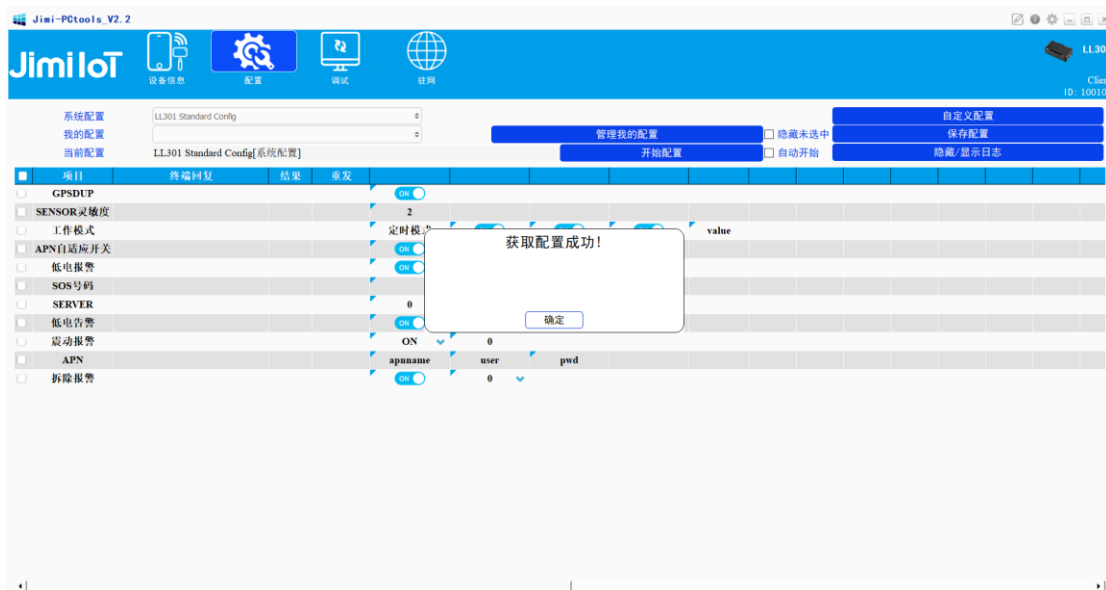 Jimi-PCtools_V2.2
Jimi IoT
设备信息
配置
调试
驻网
LL30
Clien
ID: 10010
系统配置
LL301 Standard Config
自定义配置
我的配置
管理我的配置
隐藏未选中
保存配置
当前配置
LL301 Standard Config[系统配置]
开始配置
自动开始
隐藏/显示日志
项目 终端回复 结果 重发
GPSDUP ON
SENSOR灵敏度 2
工作模式 定时模式 value
APN自适应开关 ON
低电报警 ON
SOS号码
SERVER 0
低电告警 ON
震动报警 ON 0
APN apnname user pwd
拆除报警 ON 0
获取配置成功!
确定